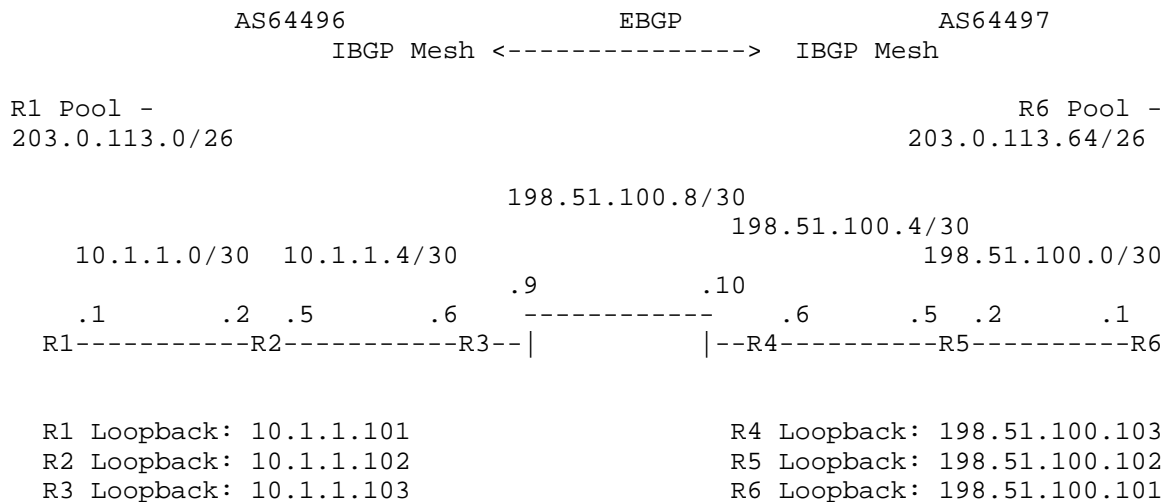 AS64496 EBGP AS64497
IBGP Mesh <---------------> IBGP Mesh
R1 Pool - R6 Pool -
203.0.113.0/26 203.0.113.64/26
198.51.100.8/30
198.51.100.4/30
10.1.1.0/30 10.1.1.4/30 198.51.100.0/30
.9 .10
.1 .2 .5 .6 ------------ .6 .5 .2 .1
R1-----------R2-----------R3--| |--R4----------R5----------R6
R1 Loopback: 10.1.1.101 R4 Loopback: 198.51.100.103
R2 Loopback: 10.1.1.102 R5 Loopback: 198.51.100.102
R3 Loopback: 10.1.1.103 R6 Loopback: 198.51.100.101